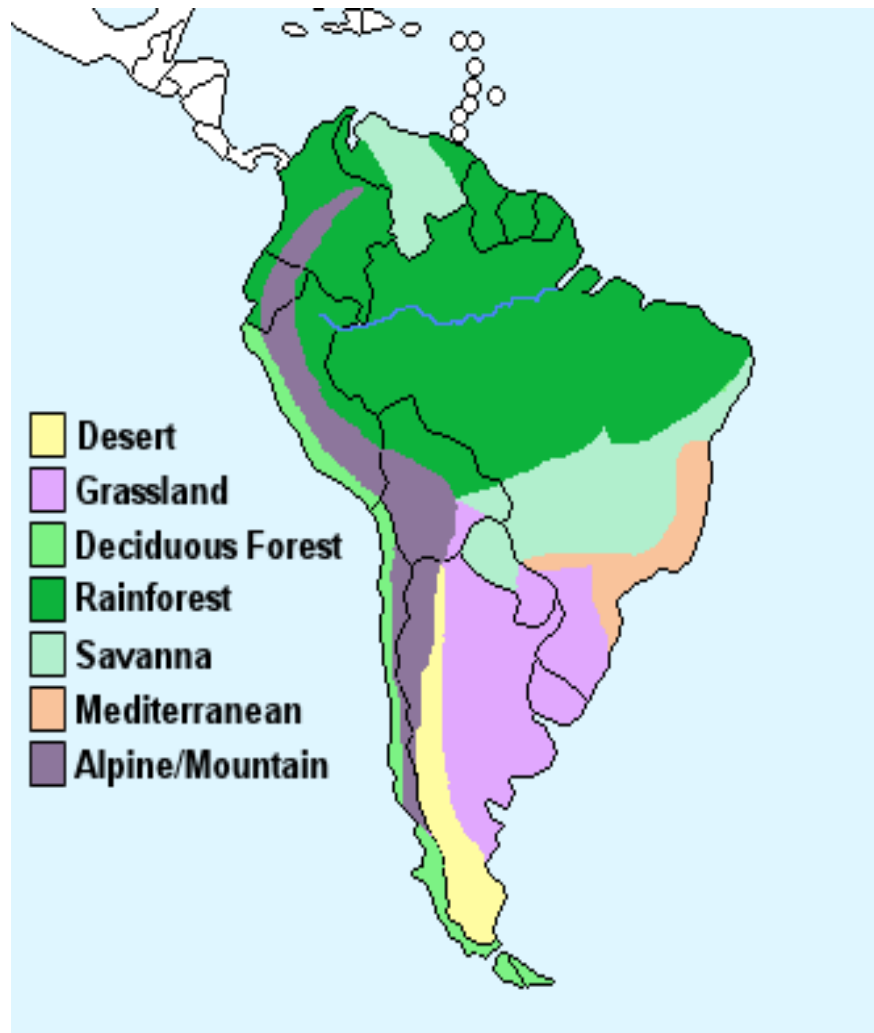 Desert
Grassland
Deciduous Forest
Rainforest
Savanna
Mediterranean
Alpine/Mountain